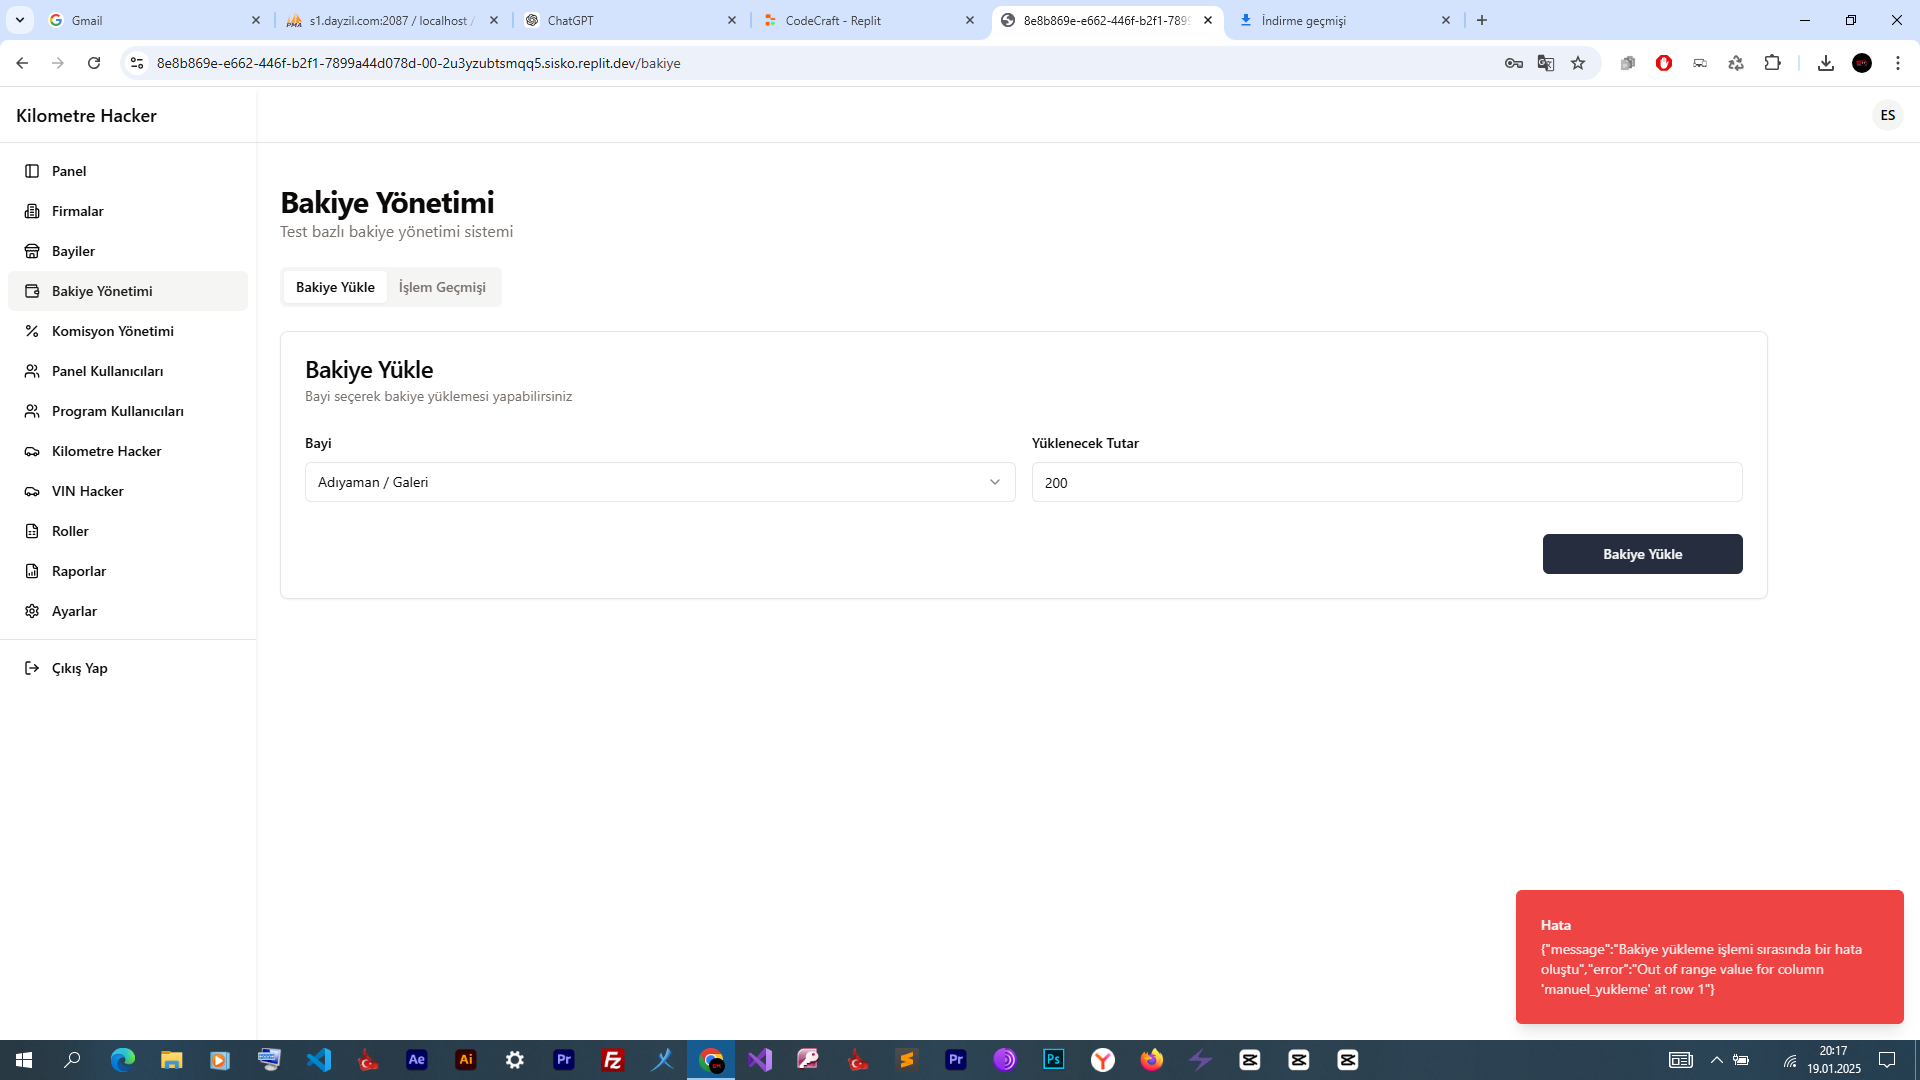 Gmail
s1.dayzil.com:2087 / localhost /
ChatGPT
CodeCraft - Replit
8e8b869e-e662-446f-b2f1-7899
İndirme geçmişi
8e8b869e-e662-446f-b2f1-7899a44d078d-00-2u3yzubtsmqq5.sisko.replit.dev/bakiye
Kilometre Hacker
ES
Panel
Firmalar
Bayiler
Bakiye Yönetimi
Komisyon Yönetimi
Panel Kullanıcıları
Program Kullanıcıları
Kilometre Hacker
VIN Hacker
Roller
Raporlar
Ayarlar
Çıkış Yap
Bakiye Yönetimi
Test bazlı bakiye yönetimi sistemi
Bakiye Yükle
İşlem Geçmişi
Bakiye Yükle
Bayi seçerek bakiye yüklemesi yapabilirsiniz
Bayi
Yüklenecek Tutar
Adıyaman / Galeri
200
Bakiye Yükle
Hata
{"message":"Bakiye yükleme işlemi sırasında bir hata
oluştu","error":"Out of range value for column
'manuel_yukleme' at row 1"}
20:17
19.01.2025